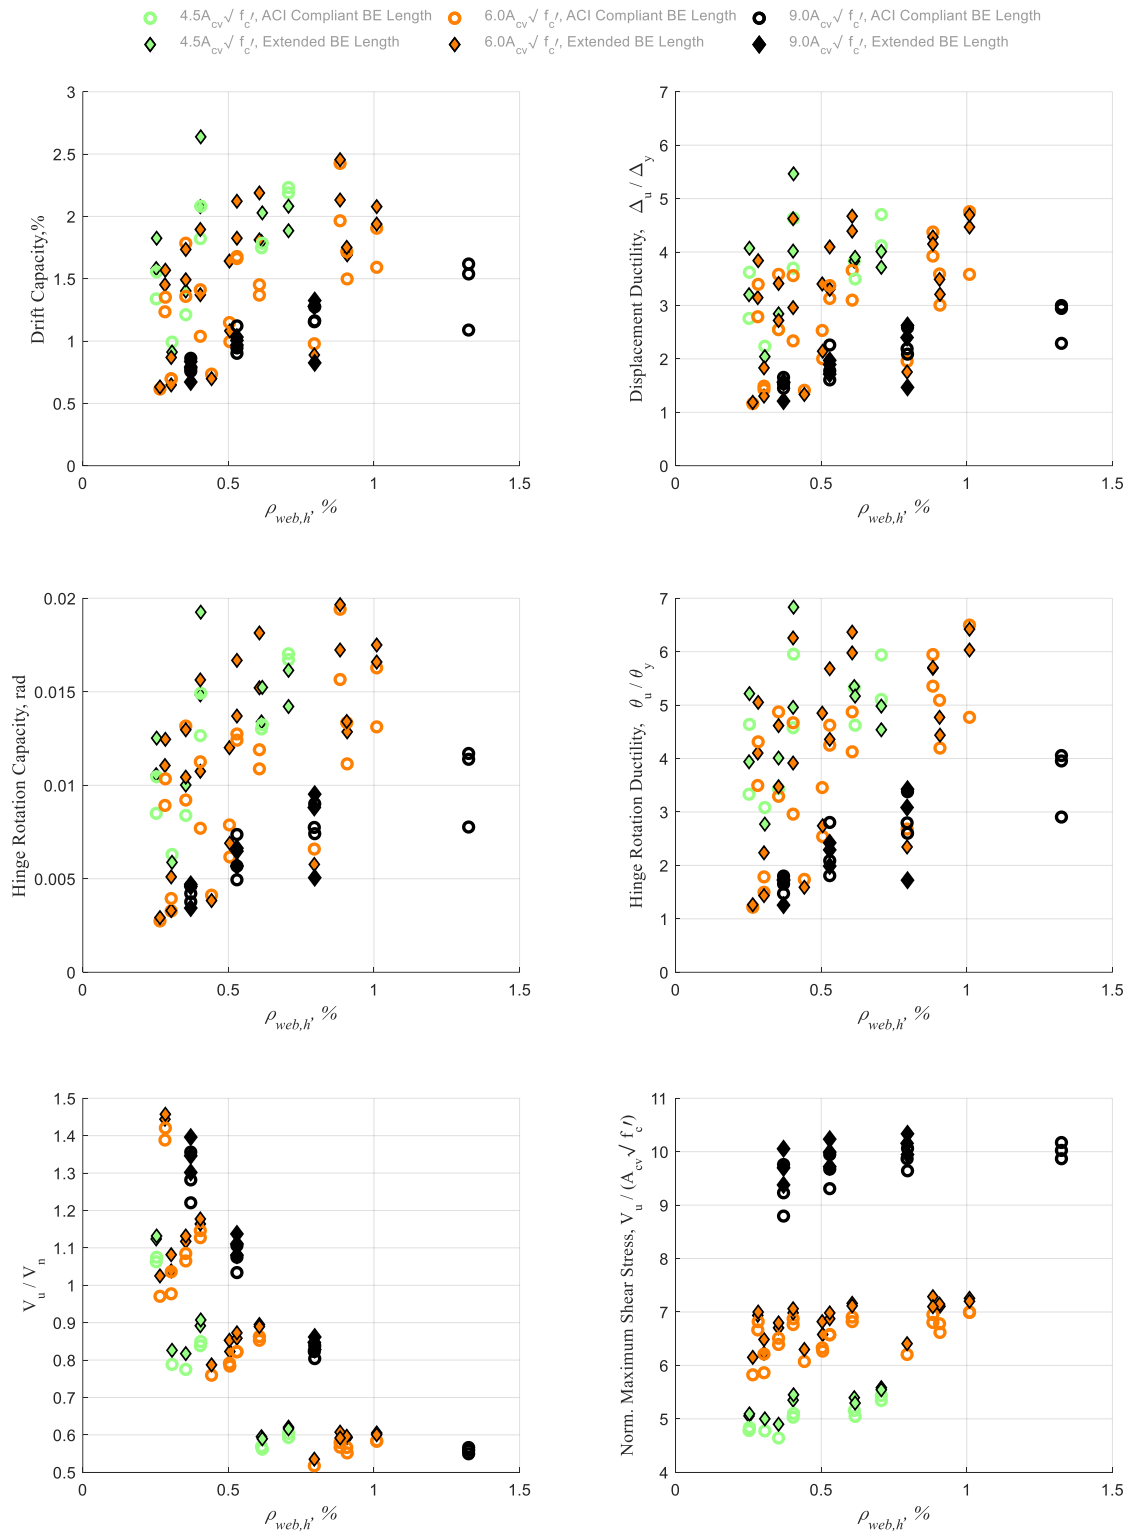 4.5A_cv√ f_c′, ACI Compliant BE Length 6.0A_cv√ f_c′, ACI Compliant BE Length 9.0A_cv√ f_c′, ACI Compliant BE Length
4.5A_cv√ f_c′, Extended BE Length 6.0A_cv√ f_c′, Extended BE Length 9.0A_cv√ f_c′, Extended BE Length
Drift Capacity,%
3
2.5
2
1.5
1
0.5
0
0 0.5 1 1.5
ρ_web,h, %
Displacement Ductility, Δ_u / Δ_y
7
6
5
4
3
2
1
0
0 0.5 1 1.5
ρ_web,h, %
Hinge Rotation Capacity, rad
0.02
0.015
0.01
0.005
0
0 0.5 1 1.5
ρ_web,h, %
Hinge Rotation Ductility, θ_u / θ_y
7
6
5
4
3
2
1
0
0 0.5 1 1.5
ρ_web,h, %
V_u / V_n
1.5
1.4
1.3
1.2
1.1
1
0.9
0.8
0.7
0.6
0.5
0 0.5 1 1.5
ρ_web,h, %
Norm. Maximum Shear Stress, V_u / (A_cv√ f_c′)
11
10
9
8
7
6
5
4
0 0.5 1 1.5
ρ_web,h, %